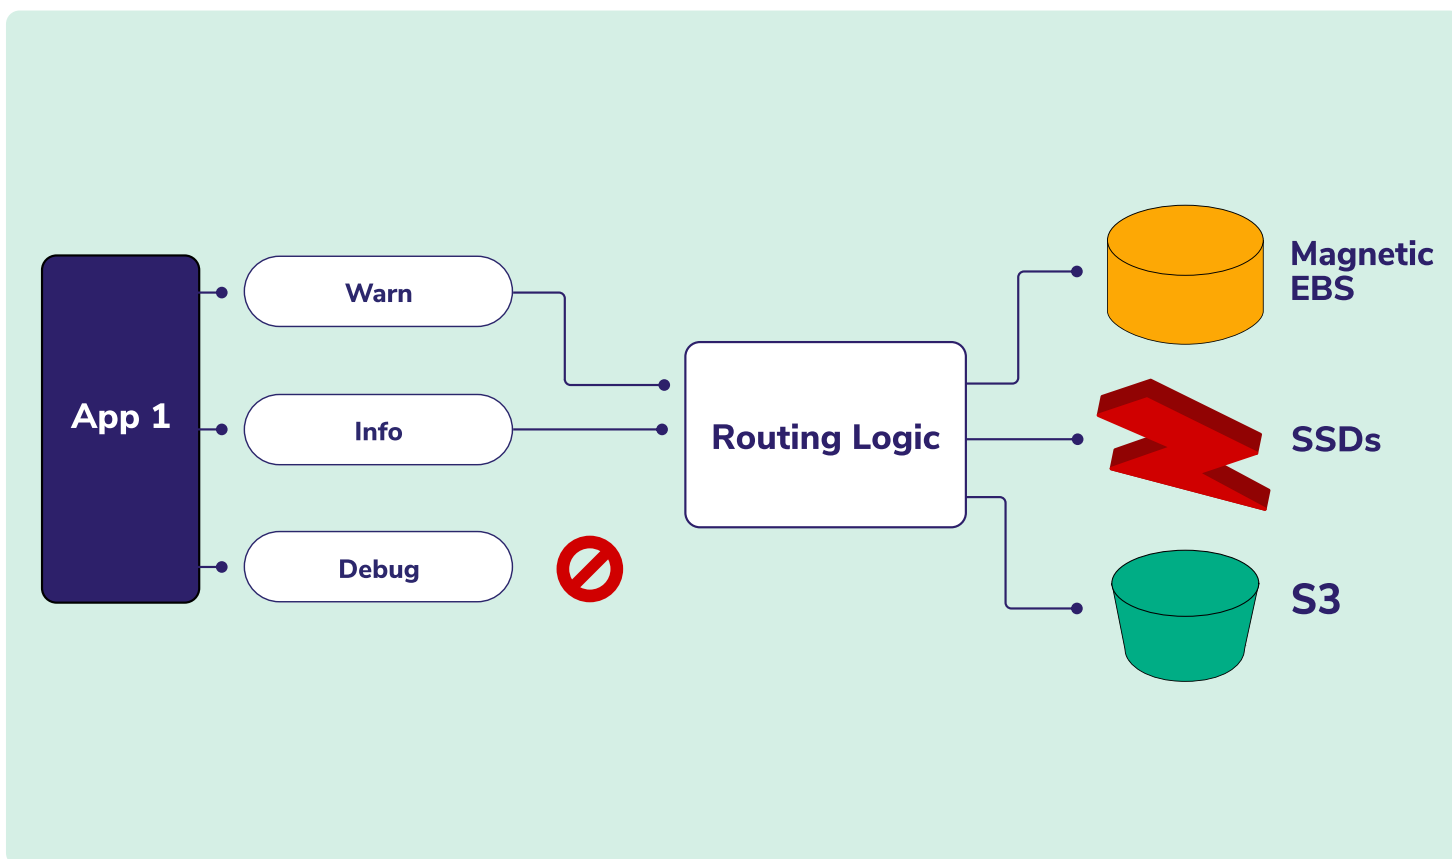 App 1
Warn
Info
Debug
Routing Logic
Magnetic
EBS
SSDs
S3